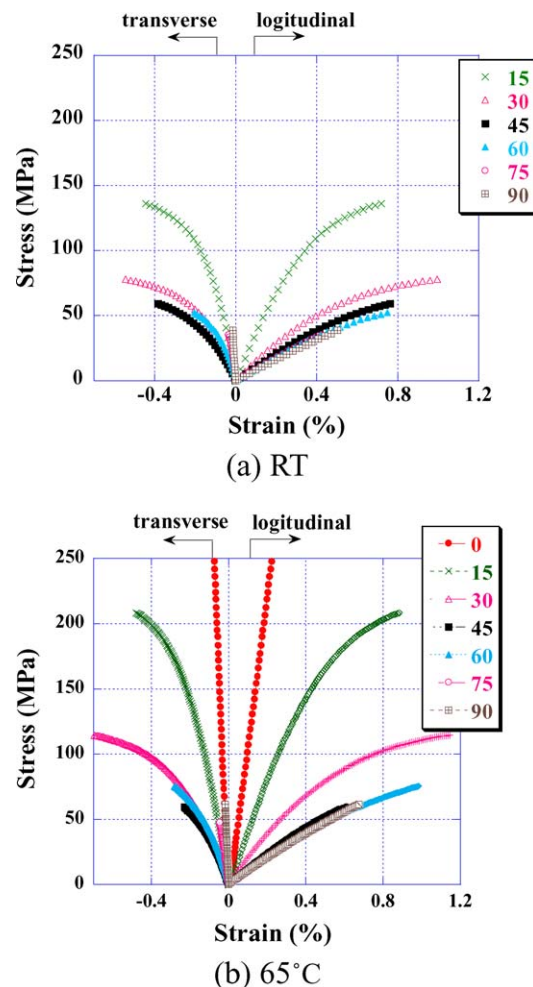 transverse logitudinal
250
200
150
100
50
0
Stress (MPa)
-0.4 0 0.4 0.8 1.2
Strain (%)
15
30
45
60
75
90
(a) RT
transverse logitudinal
250
200
150
100
50
0
Stress (MPa)
-0.4 0 0.4 0.8 1.2
Strain (%)
0
15
30
45
60
75
90
(b) 65˚C